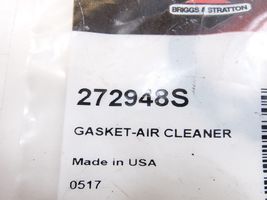 BRIGGS & STRATTON
272948S
GASKET-AIR CLEANER
Made in USA
0517